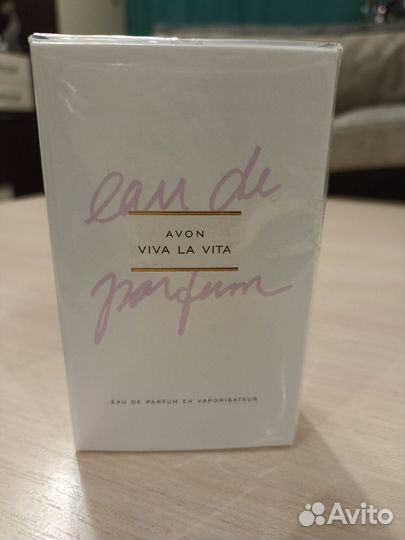 eau de
AVON
VIVA LA VITA
parfum
EAU DE PARFUM EN VAPORISATEUR
Avito